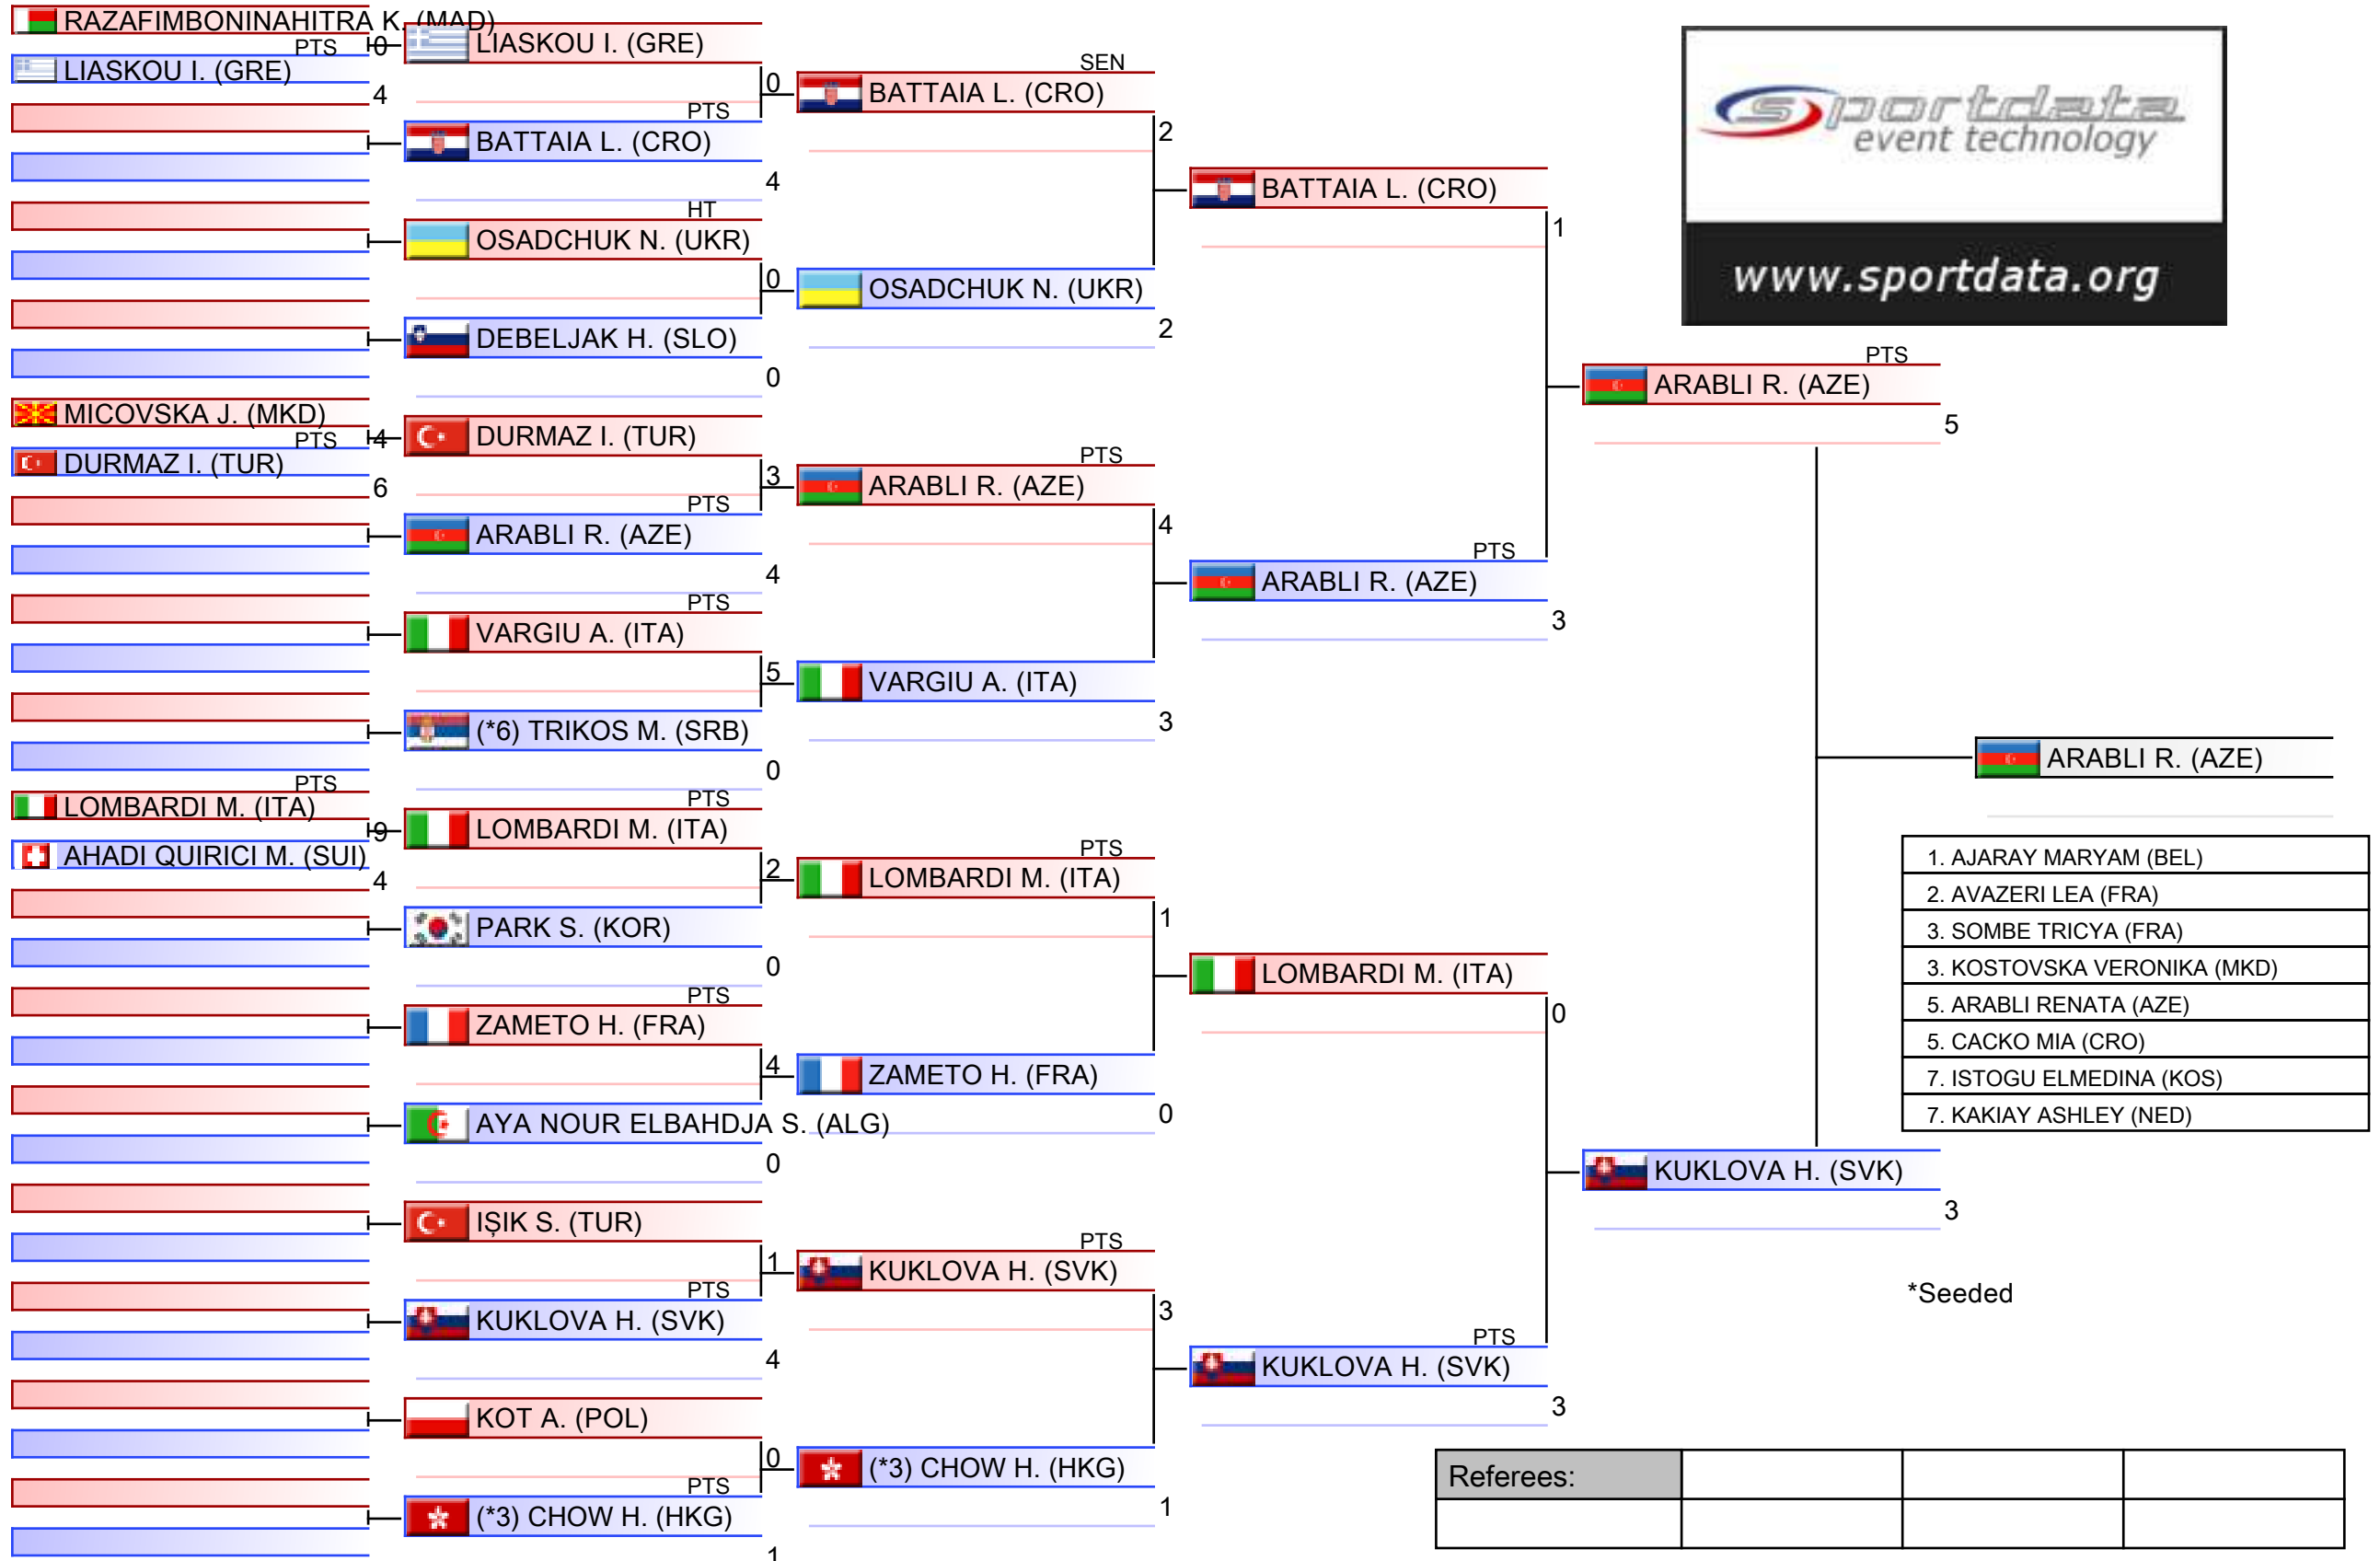 RAZAFIMBONINAHITRA K. (MAD)
PTS 0
LIASKOU I. (GRE)
4
MICOVSKA J. (MKD)
PTS 4
DURMAZ I. (TUR)
6
PTS
LOMBARDI M. (ITA)
9
AHADI QUIRICI M. (SUI)
4
LIASKOU I. (GRE)
0
PTS
BATTAIA L. (CRO)
4
HT
OSADCHUK N. (UKR)
0
DEBELJAK H. (SLO)
0
DURMAZ I. (TUR)
3
PTS
ARABLI R. (AZE)
4
PTS
VARGIU A. (ITA)
5
(*6) TRIKOS M. (SRB)
0
PTS
LOMBARDI M. (ITA)
2
PARK S. (KOR)
0
PTS
ZAMETO H. (FRA)
4
AYA NOUR ELBAHDJA S. (ALG)
0
IŞIK S. (TUR)
1
PTS
KUKLOVA H. (SVK)
4
KOT A. (POL)
0
PTS
(*3) CHOW H. (HKG)
1
SEN
BATTAIA L. (CRO)
2
OSADCHUK N. (UKR)
2
PTS
ARABLI R. (AZE)
4
VARGIU A. (ITA)
3
PTS
LOMBARDI M. (ITA)
1
ZAMETO H. (FRA)
0
PTS
KUKLOVA H. (SVK)
3
(*3) CHOW H. (HKG)
1
BATTAIA L. (CRO)
1
PTS
ARABLI R. (AZE)
3
LOMBARDI M. (ITA)
0
PTS
KUKLOVA H. (SVK)
3
PTS
ARABLI R. (AZE)
5
KUKLOVA H. (SVK)
3
ARABLI R. (AZE)
sportdata
event technology
www.sportdata.org
1. AJARAY MARYAM (BEL)
2. AVAZERI LEA (FRA)
3. SOMBE TRICYA (FRA)
3. KOSTOVSKA VERONIKA (MKD)
5. ARABLI RENATA (AZE)
5. CACKO MIA (CRO)
7. ISTOGU ELMEDINA (KOS)
7. KAKIAY ASHLEY (NED)
*Seeded
Referees: